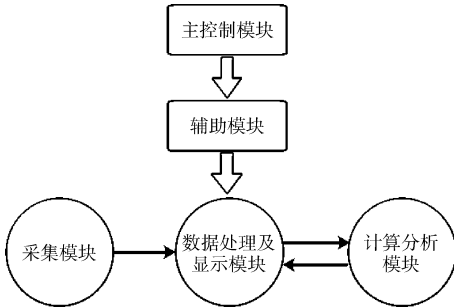 主控制模块
辅助模块
采集模块
数据处理及
显示模块
计算分析
模块